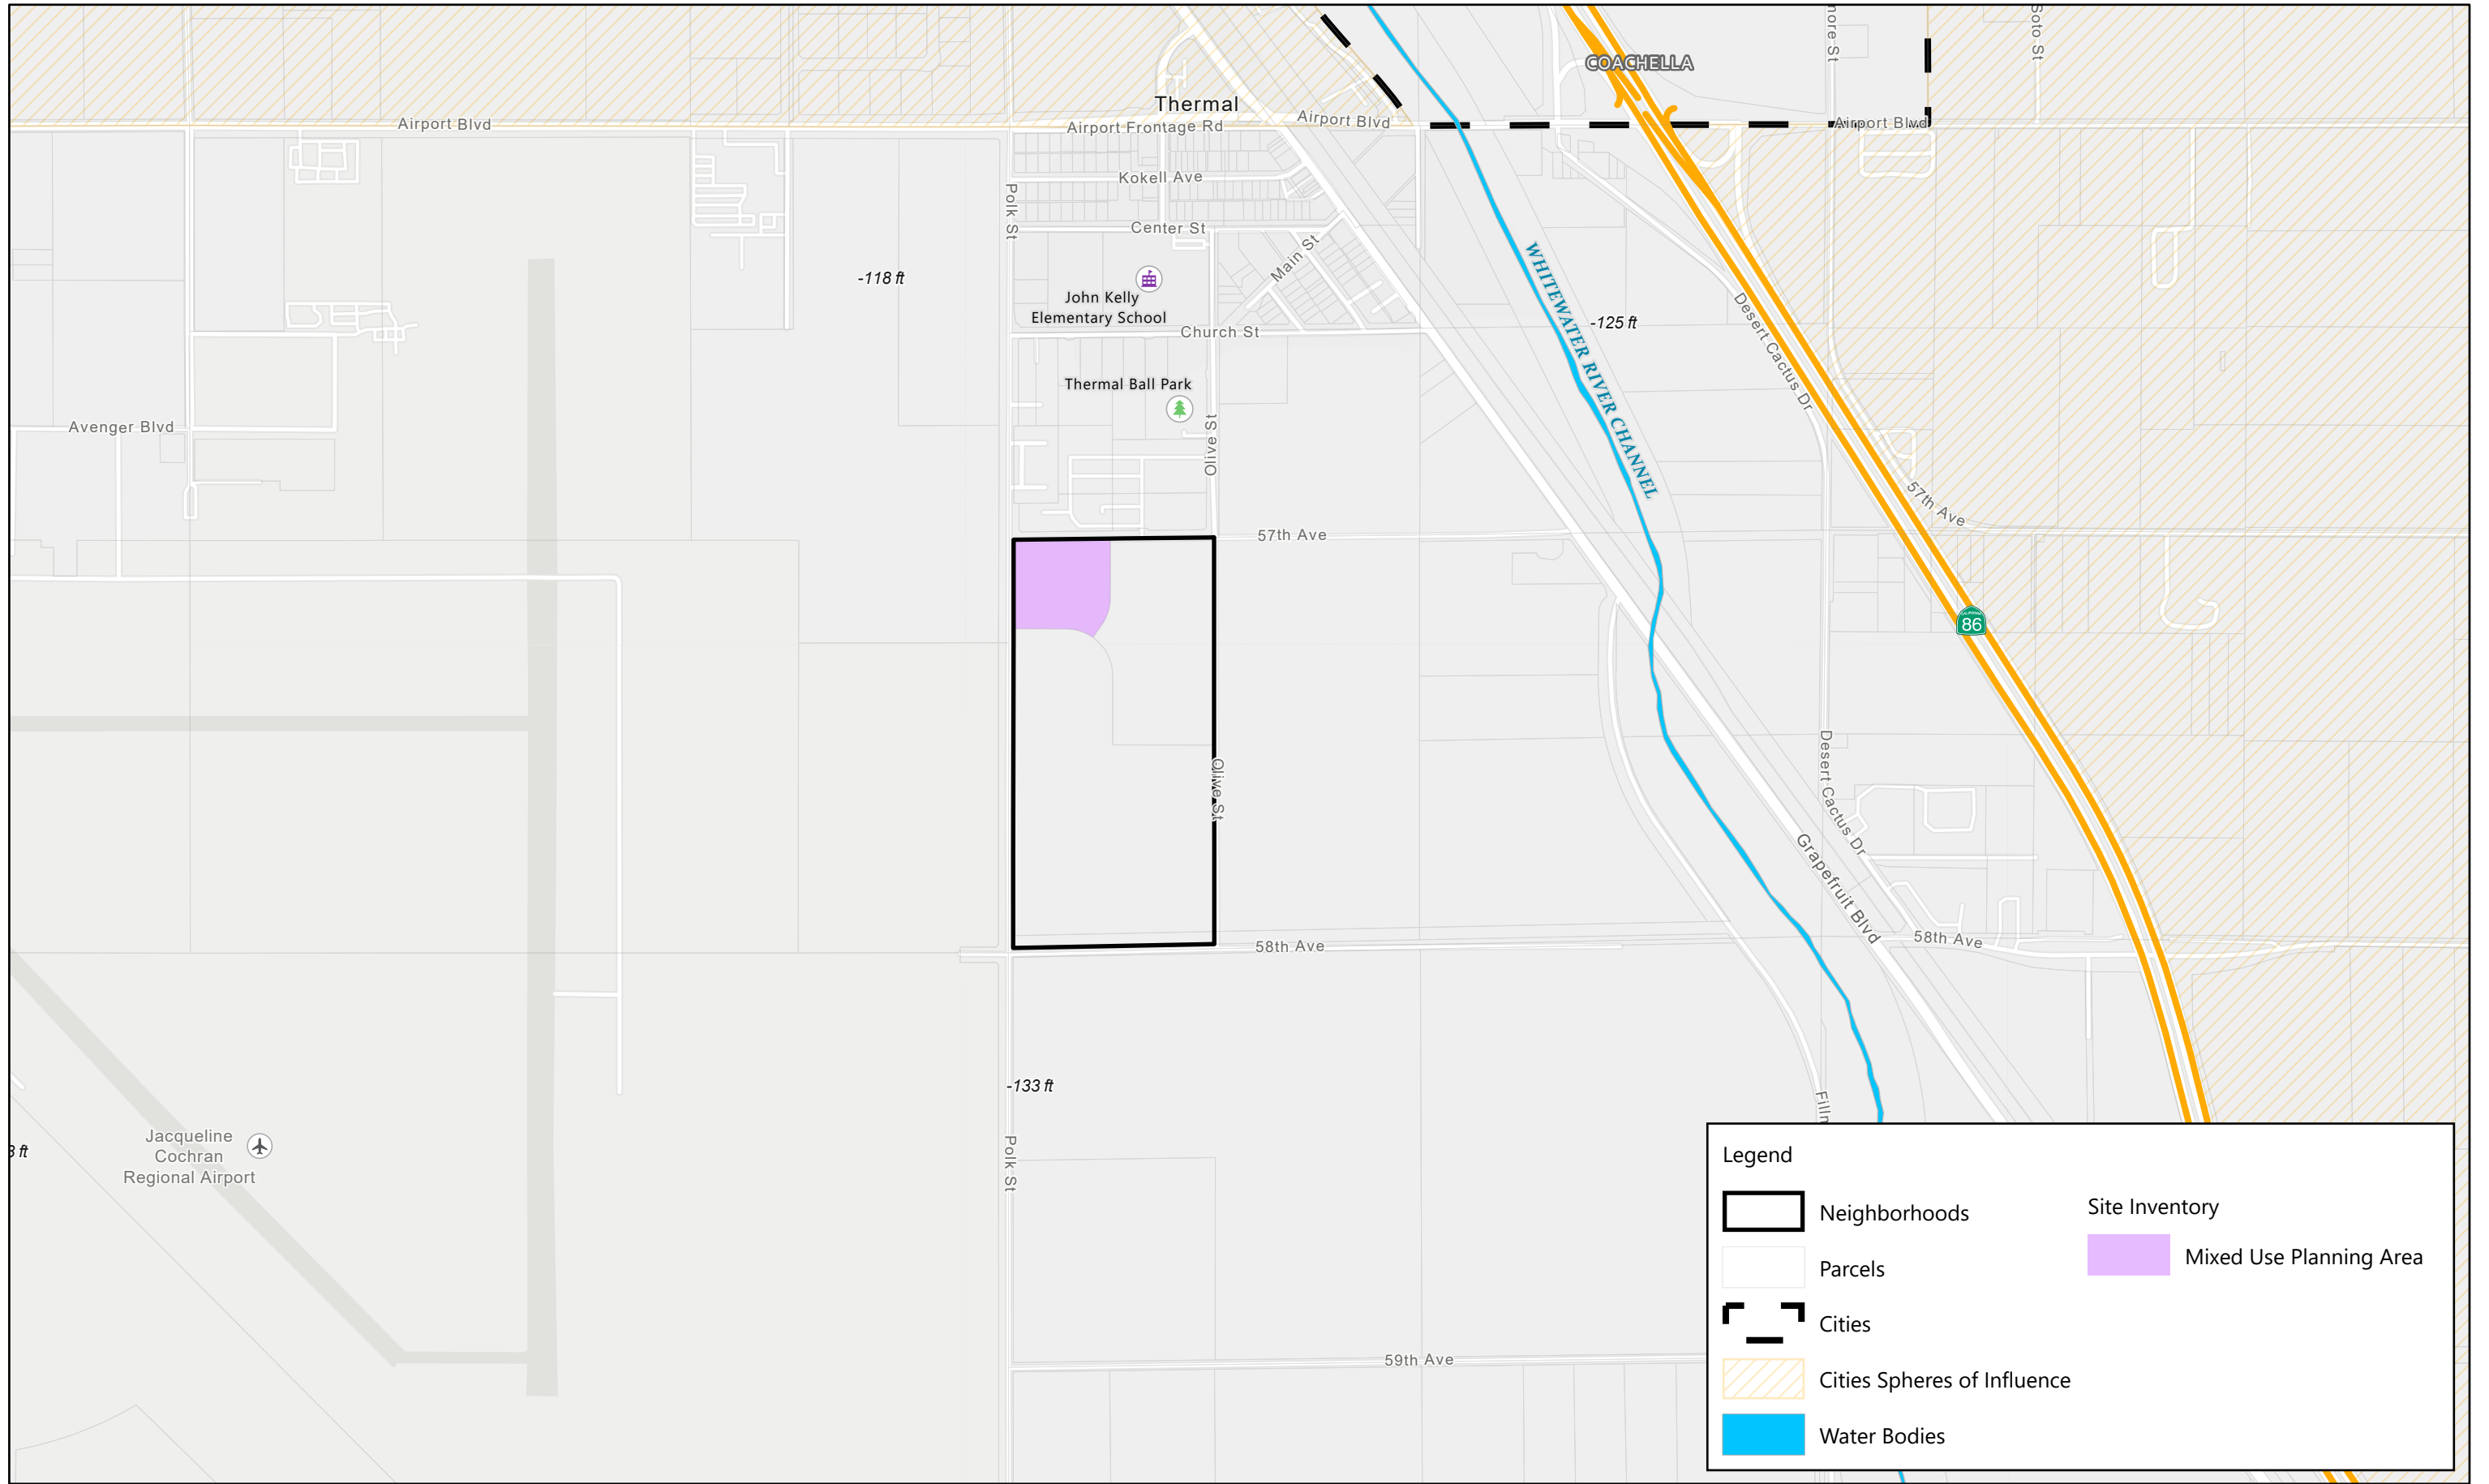 COACHELLA
Soto St
Thermal
Airport Blvd
Airport Frontage Rd
Airport Blvd
Airport Blvd
Kokell Ave
Polk St
Center St
Main St
-118 ft
John Kelly
Elementary School
WHITEWATER RIVER CHANNEL
-125 ft
Desert Cactus Dr
Church St
Thermal Ball Park
Olive St
Avenger Blvd
57th Ave
57th Ave
CALIFORNIA
86
Olive St
Desert Cactus Dr
Grapefruit Blvd
58th Ave
58th Ave
-133 ft
Polk St
Jacqueline
Cochran
Regional Airport
59th Ave
Legend
Neighborhoods
Parcels
Cities
Cities Spheres of Influence
Water Bodies
Site Inventory
Mixed Use Planning Area